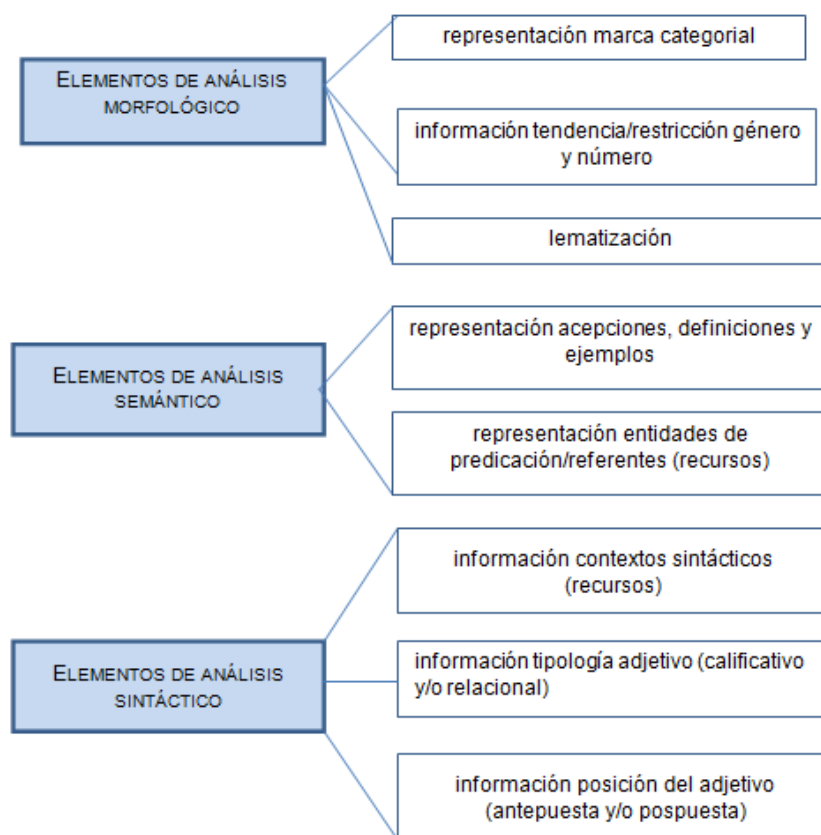 ELEMENTOS DE ANÁLISIS
MORFOLÓGICO
representación marca categorial
información tendencia/restricción género
y número
lematización
ELEMENTOS DE ANÁLISIS
SEMÁNTICO
representación acepciones, definiciones y
ejemplos
representación entidades de
predicación/referentes (recursos)
ELEMENTOS DE ANÁLISIS
SINTÁCTICO
información contextos sintácticos
(recursos)
información tipología adjetivo (calificativo
y/o relacional)
información posición del adjetivo
(antepuesta y/o pospuesta)